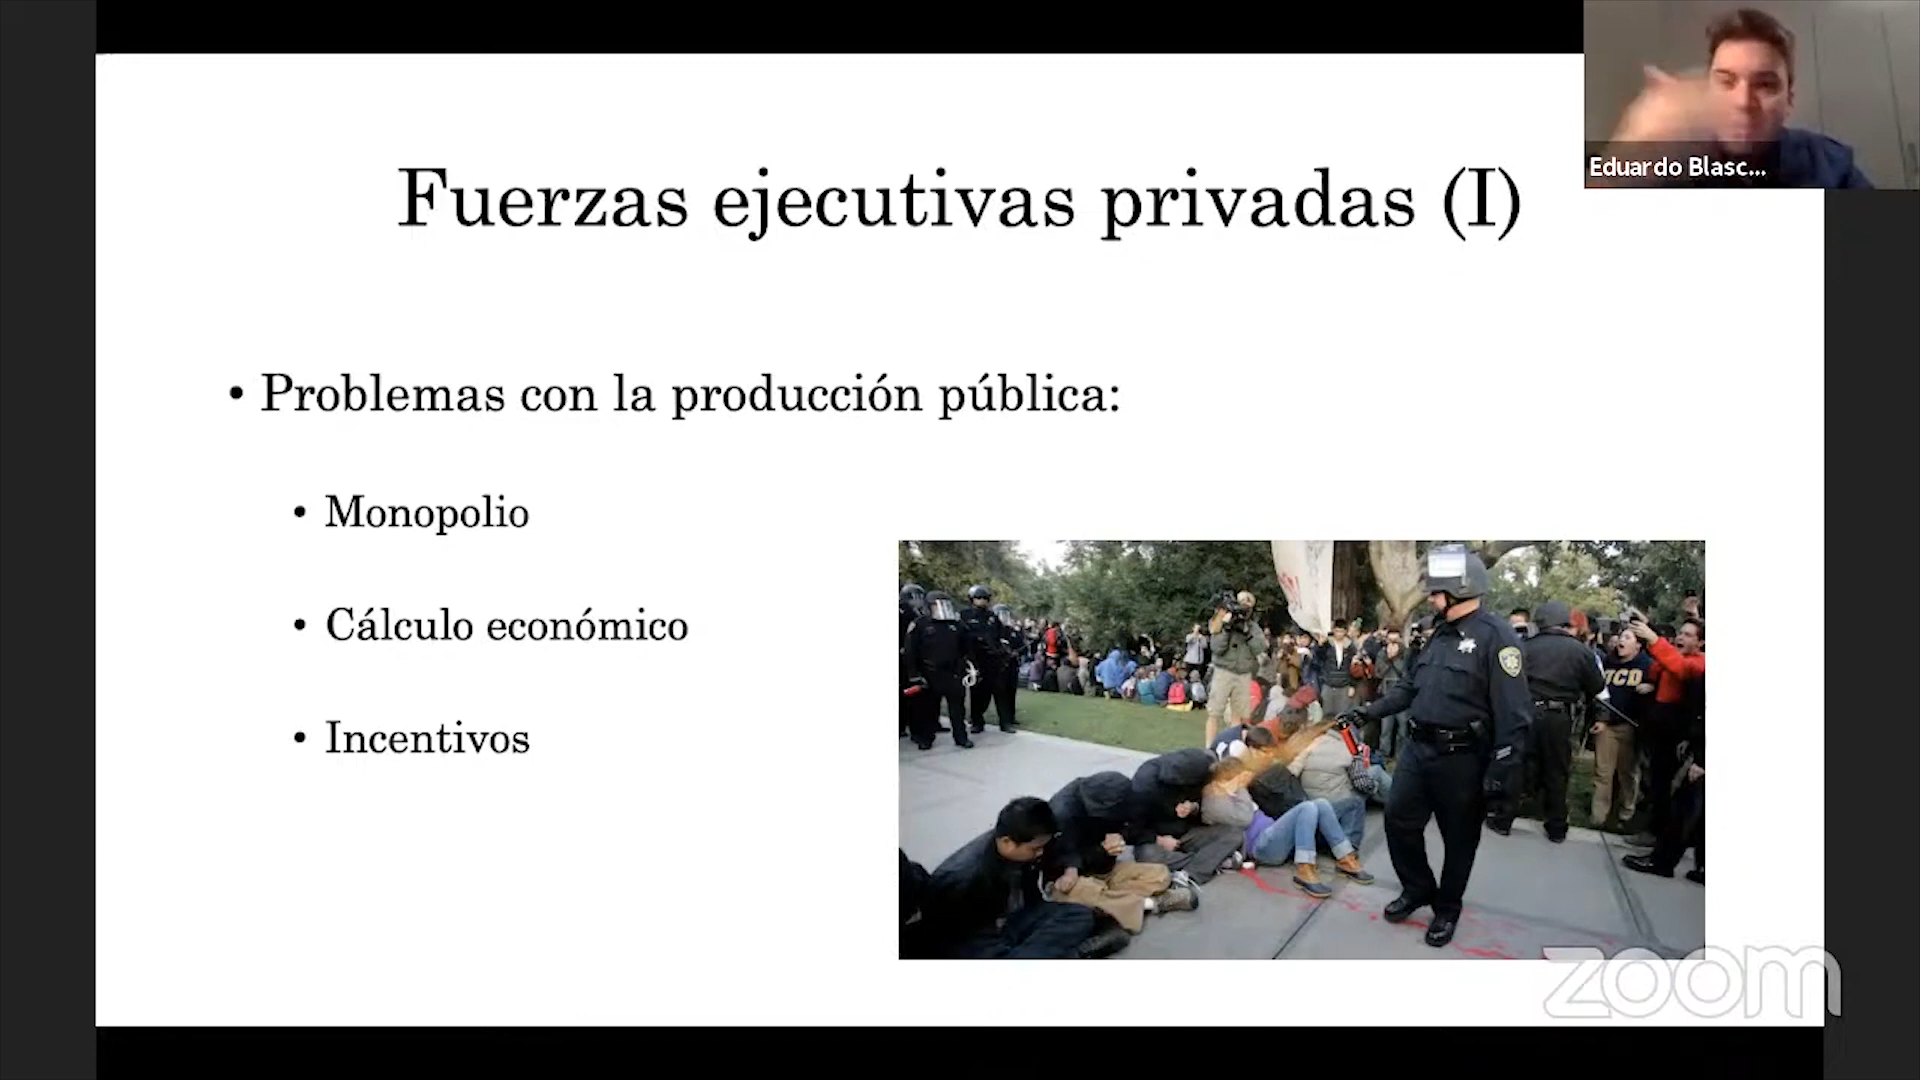 Eduardo Blasc...
Fuerzas ejecutivas privadas (I)
• Problemas con la producción pública:
• Monopolio
• Cálculo económico
• Incentivos
UCD
zoom